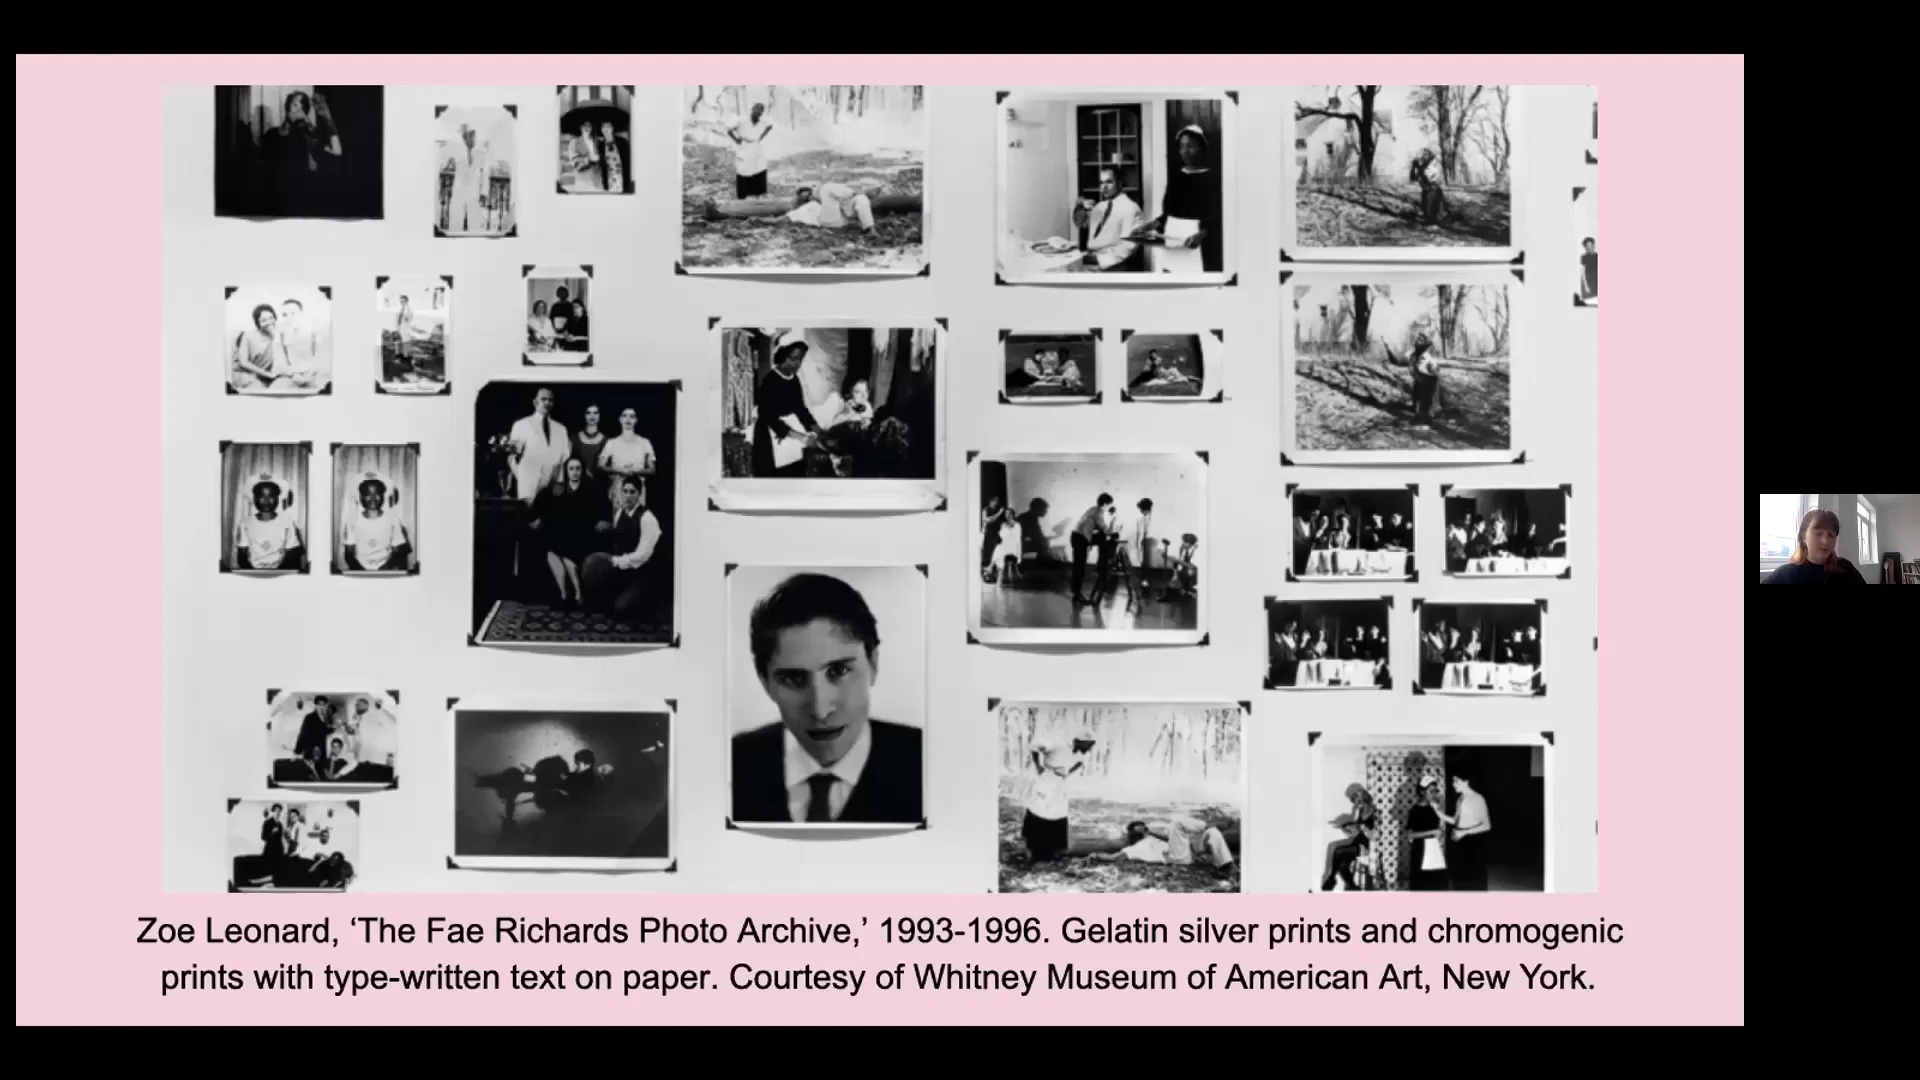 Zoe Leonard, ‘The Fae Richards Photo Archive,’ 1993-1996. Gelatin silver prints and chromogenic
prints with type-written text on paper. Courtesy of Whitney Museum of American Art, New York.